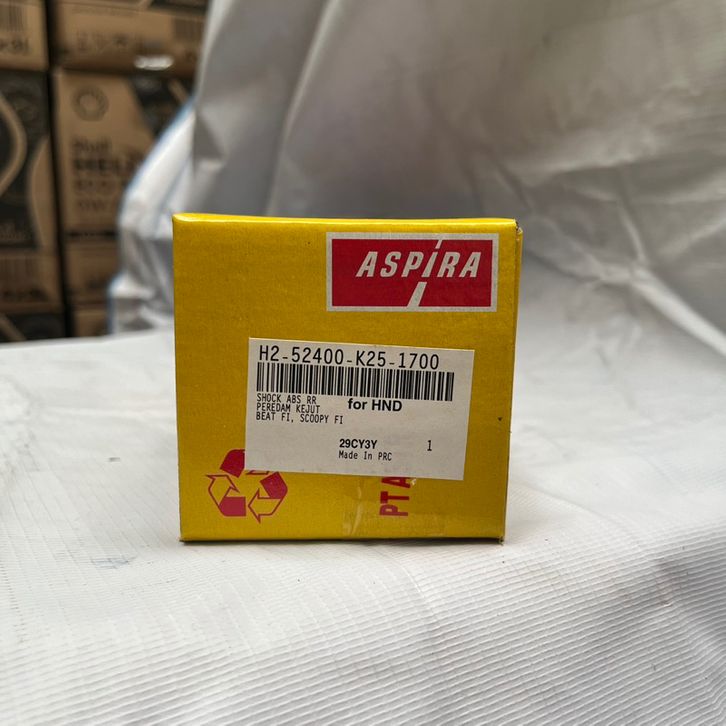 ASPIRA
H2-52400-K25-1700
SHOCK ABS RR
PEREDAM KEJUT for HND
BEAT FI, SCOOPY FI
29CY3Y 1
Made In PRC
PT A